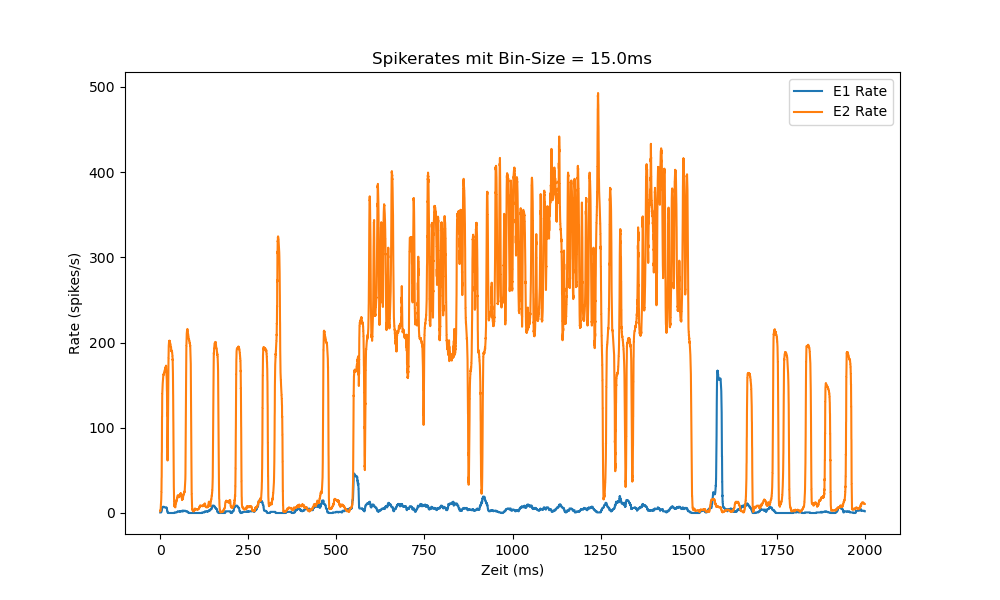 Spikerates mit Bin-Size = 15.0ms
E1 Rate
E2 Rate
500
400
300
200
100
0
Rate (spikes/s)
0 250 500 750 1000 1250 1500 1750 2000
Zeit (ms)